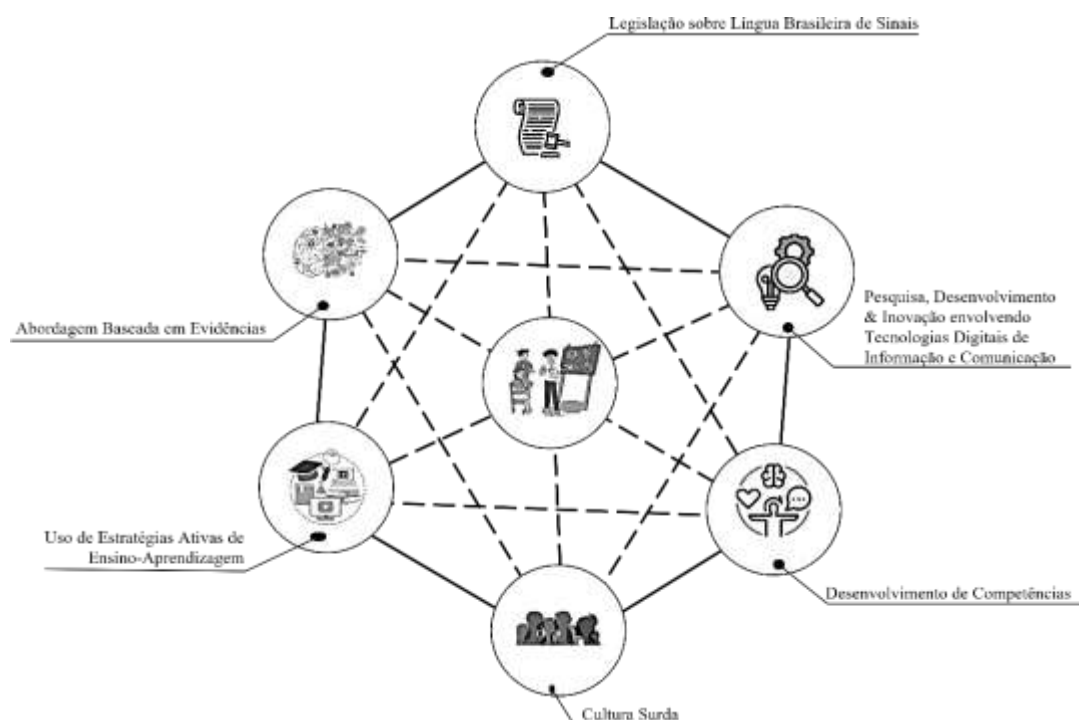 Legislação sobre Língua Brasileira de Sinais
Pesquisa, Desenvolvimento
& Inovação envolvendo
Tecnologias Digitais de
Informação e Comunicação
Abordagem Baseada em Evidências
Uso de Estratégias Ativas de
Ensino-Aprendizagem
Desenvolvimento de Competências
Cultura Surda